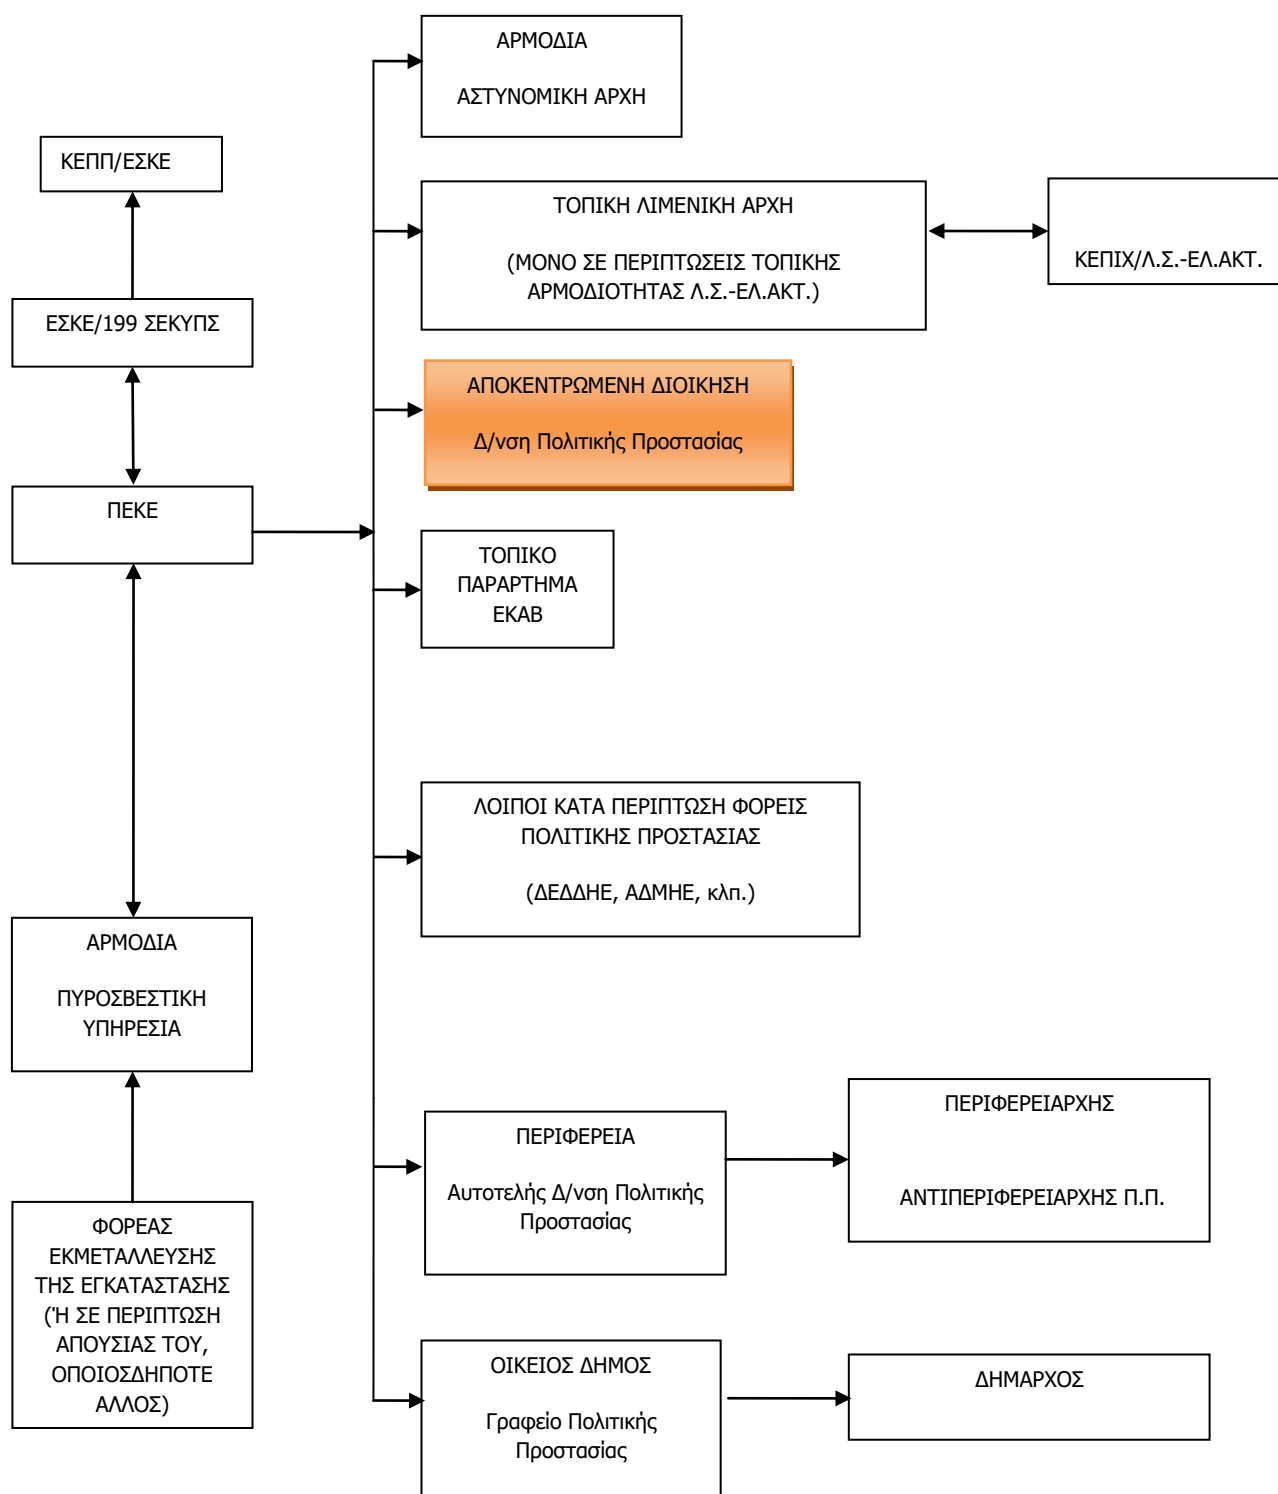 ΑΡΜΟΔΙΑ
ΑΣΤΥΝΟΜΙΚΗ ΑΡΧΗ
ΚΕΠΠ/ΕΣΚΕ
ΤΟΠΙΚΗ ΛΙΜΕΝΙΚΗ ΑΡΧΗ
(ΜΟΝΟ ΣΕ ΠΕΡΙΠΤΩΣΕΙΣ ΤΟΠΙΚΗΣ
ΑΡΜΟΔΙΟΤΗΤΑΣ Λ.Σ.-ΕΛ.ΑΚΤ.)
ΚΕΠΙΧ/Λ.Σ.-ΕΛ.ΑΚΤ.
ΕΣΚΕ/199 ΣΕΚΥΠΣ
ΑΠΟΚΕΝΤΡΩΜΕΝΗ ΔΙΟΙΚΗΣΗ
Δ/νση Πολιτικής Προστασίας
ΠΕΚΕ
ΤΟΠΙΚΟ
ΠΑΡΑΡΤΗΜΑ
ΕΚΑΒ
ΛΟΙΠΟΙ ΚΑΤΑ ΠΕΡΙΠΤΩΣΗ ΦΟΡΕΙΣ
ΠΟΛΙΤΙΚΗΣ ΠΡΟΣΤΑΣΙΑΣ
(ΔΕΔΔΗΕ, ΑΔΜΗΕ, κλπ.)
ΑΡΜΟΔΙΑ
ΠΥΡΟΣΒΕΣΤΙΚΗ
ΥΠΗΡΕΣΙΑ
ΠΕΡΙΦΕΡΕΙΑ
Αυτοτελής Δ/νση Πολιτικής
Προστασίας
ΠΕΡΙΦΕΡΕΙΑΡΧΗΣ
ΑΝΤΙΠΕΡΙΦΕΡΕΙΑΡΧΗΣ Π.Π.
ΦΟΡΕΑΣ
ΕΚΜΕΤΑΛΛΕΥΣΗΣ
ΤΗΣ ΕΓΚΑΤΑΣΤΑΣΗΣ
(Ή ΣΕ ΠΕΡΙΠΤΩΣΗ
ΑΠΟΥΣΙΑΣ ΤΟΥ,
ΟΠΟΙΟΣΔΗΠΟΤΕ
ΑΛΛΟΣ)
ΟΙΚΕΙΟΣ ΔΗΜΟΣ
Γραφείο Πολιτικής
Προστασίας
ΔΗΜΑΡΧΟΣ